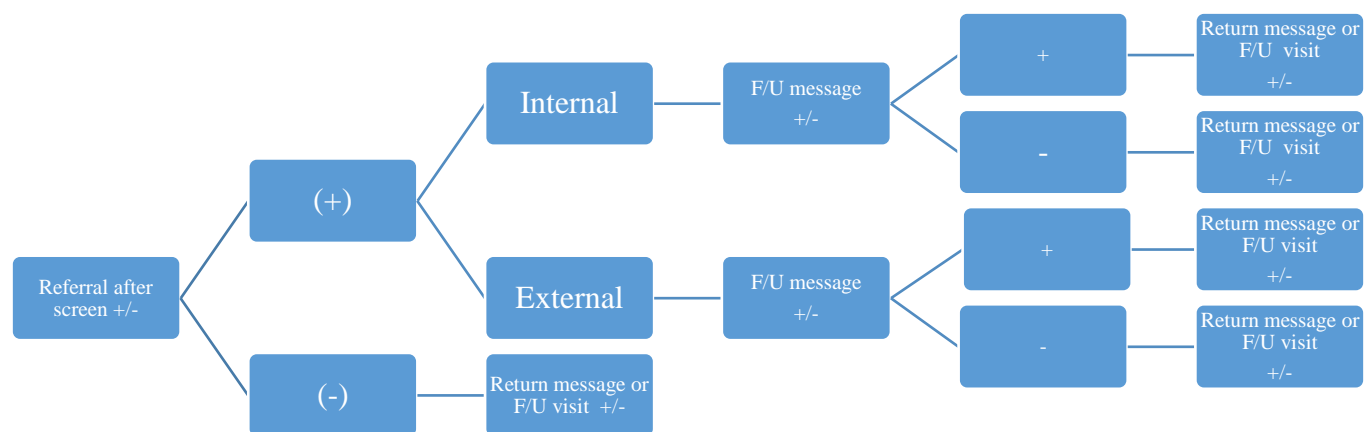 Referral after
screen +/-
(+)
(-)
Internal
External
Return message or
F/U visit +/-
F/U message
+/-
F/U message
+/-
+
-
+
-
Return message or
F/U visit
+/-
Return message or
F/U visit
+/-
Return message or
F/U visit
+/-
Return message or
F/U visit
+/-